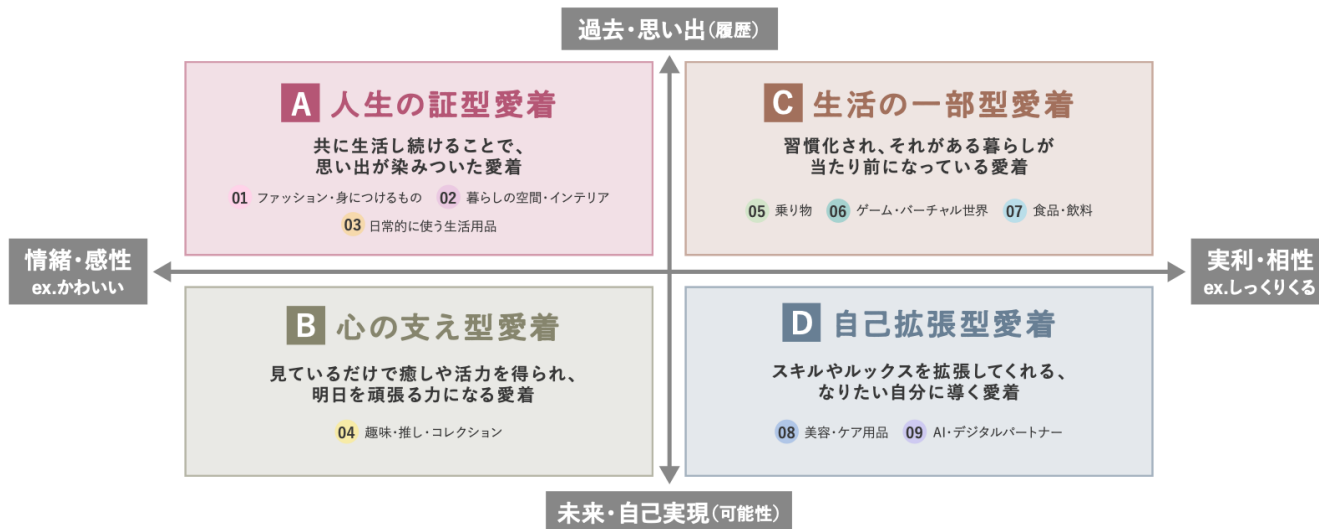 過去・思い出(履歴)
A 人生の証型愛着
共に生活し続けることで、
思い出が染みついた愛着
01 ファッション・身につけるもの 02 暮らしの空間・インテリア
03 日常的に使う生活用品
C 生活の一部型愛着
習慣化され、それがある暮らしが
当たり前になっている愛着
05 乗り物 06 ゲーム・バーチャル世界 07 食品・飲料
情緒・感性
ex.かわいい
実利・相性
ex.しっくりくる
B 心の支え型愛着
見ているだけで癒しや活力を得られ、
明日を頑張る力になる愛着
04 趣味・推し・コレクション
D 自己拡張型愛着
スキルやルックスを拡張してくれる、
なりたい自分に導く愛着
08 美容・ケア用品 09 AI・デジタルパートナー
未来・自己実現(可能性)